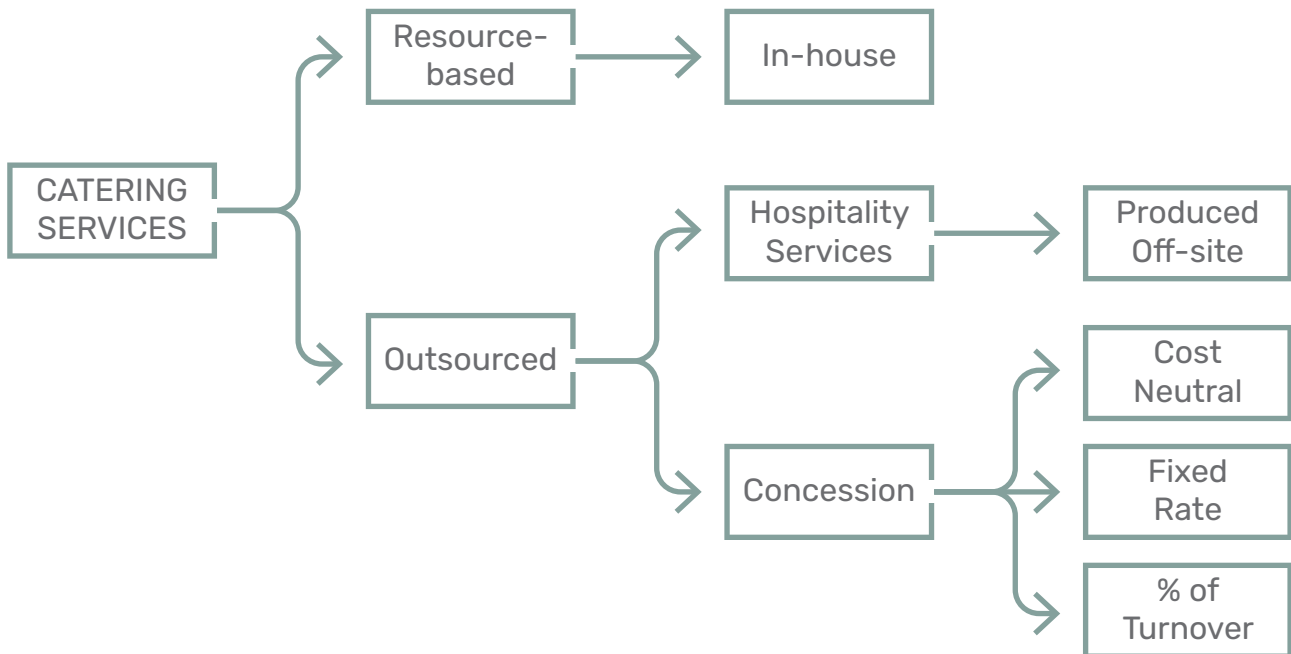 Resource-
based
In-house
CATERING
SERVICES
Hospitality
Services
Produced
Off-site
Outsourced
Cost
Neutral
Concession
Fixed
Rate
% of
Turnover